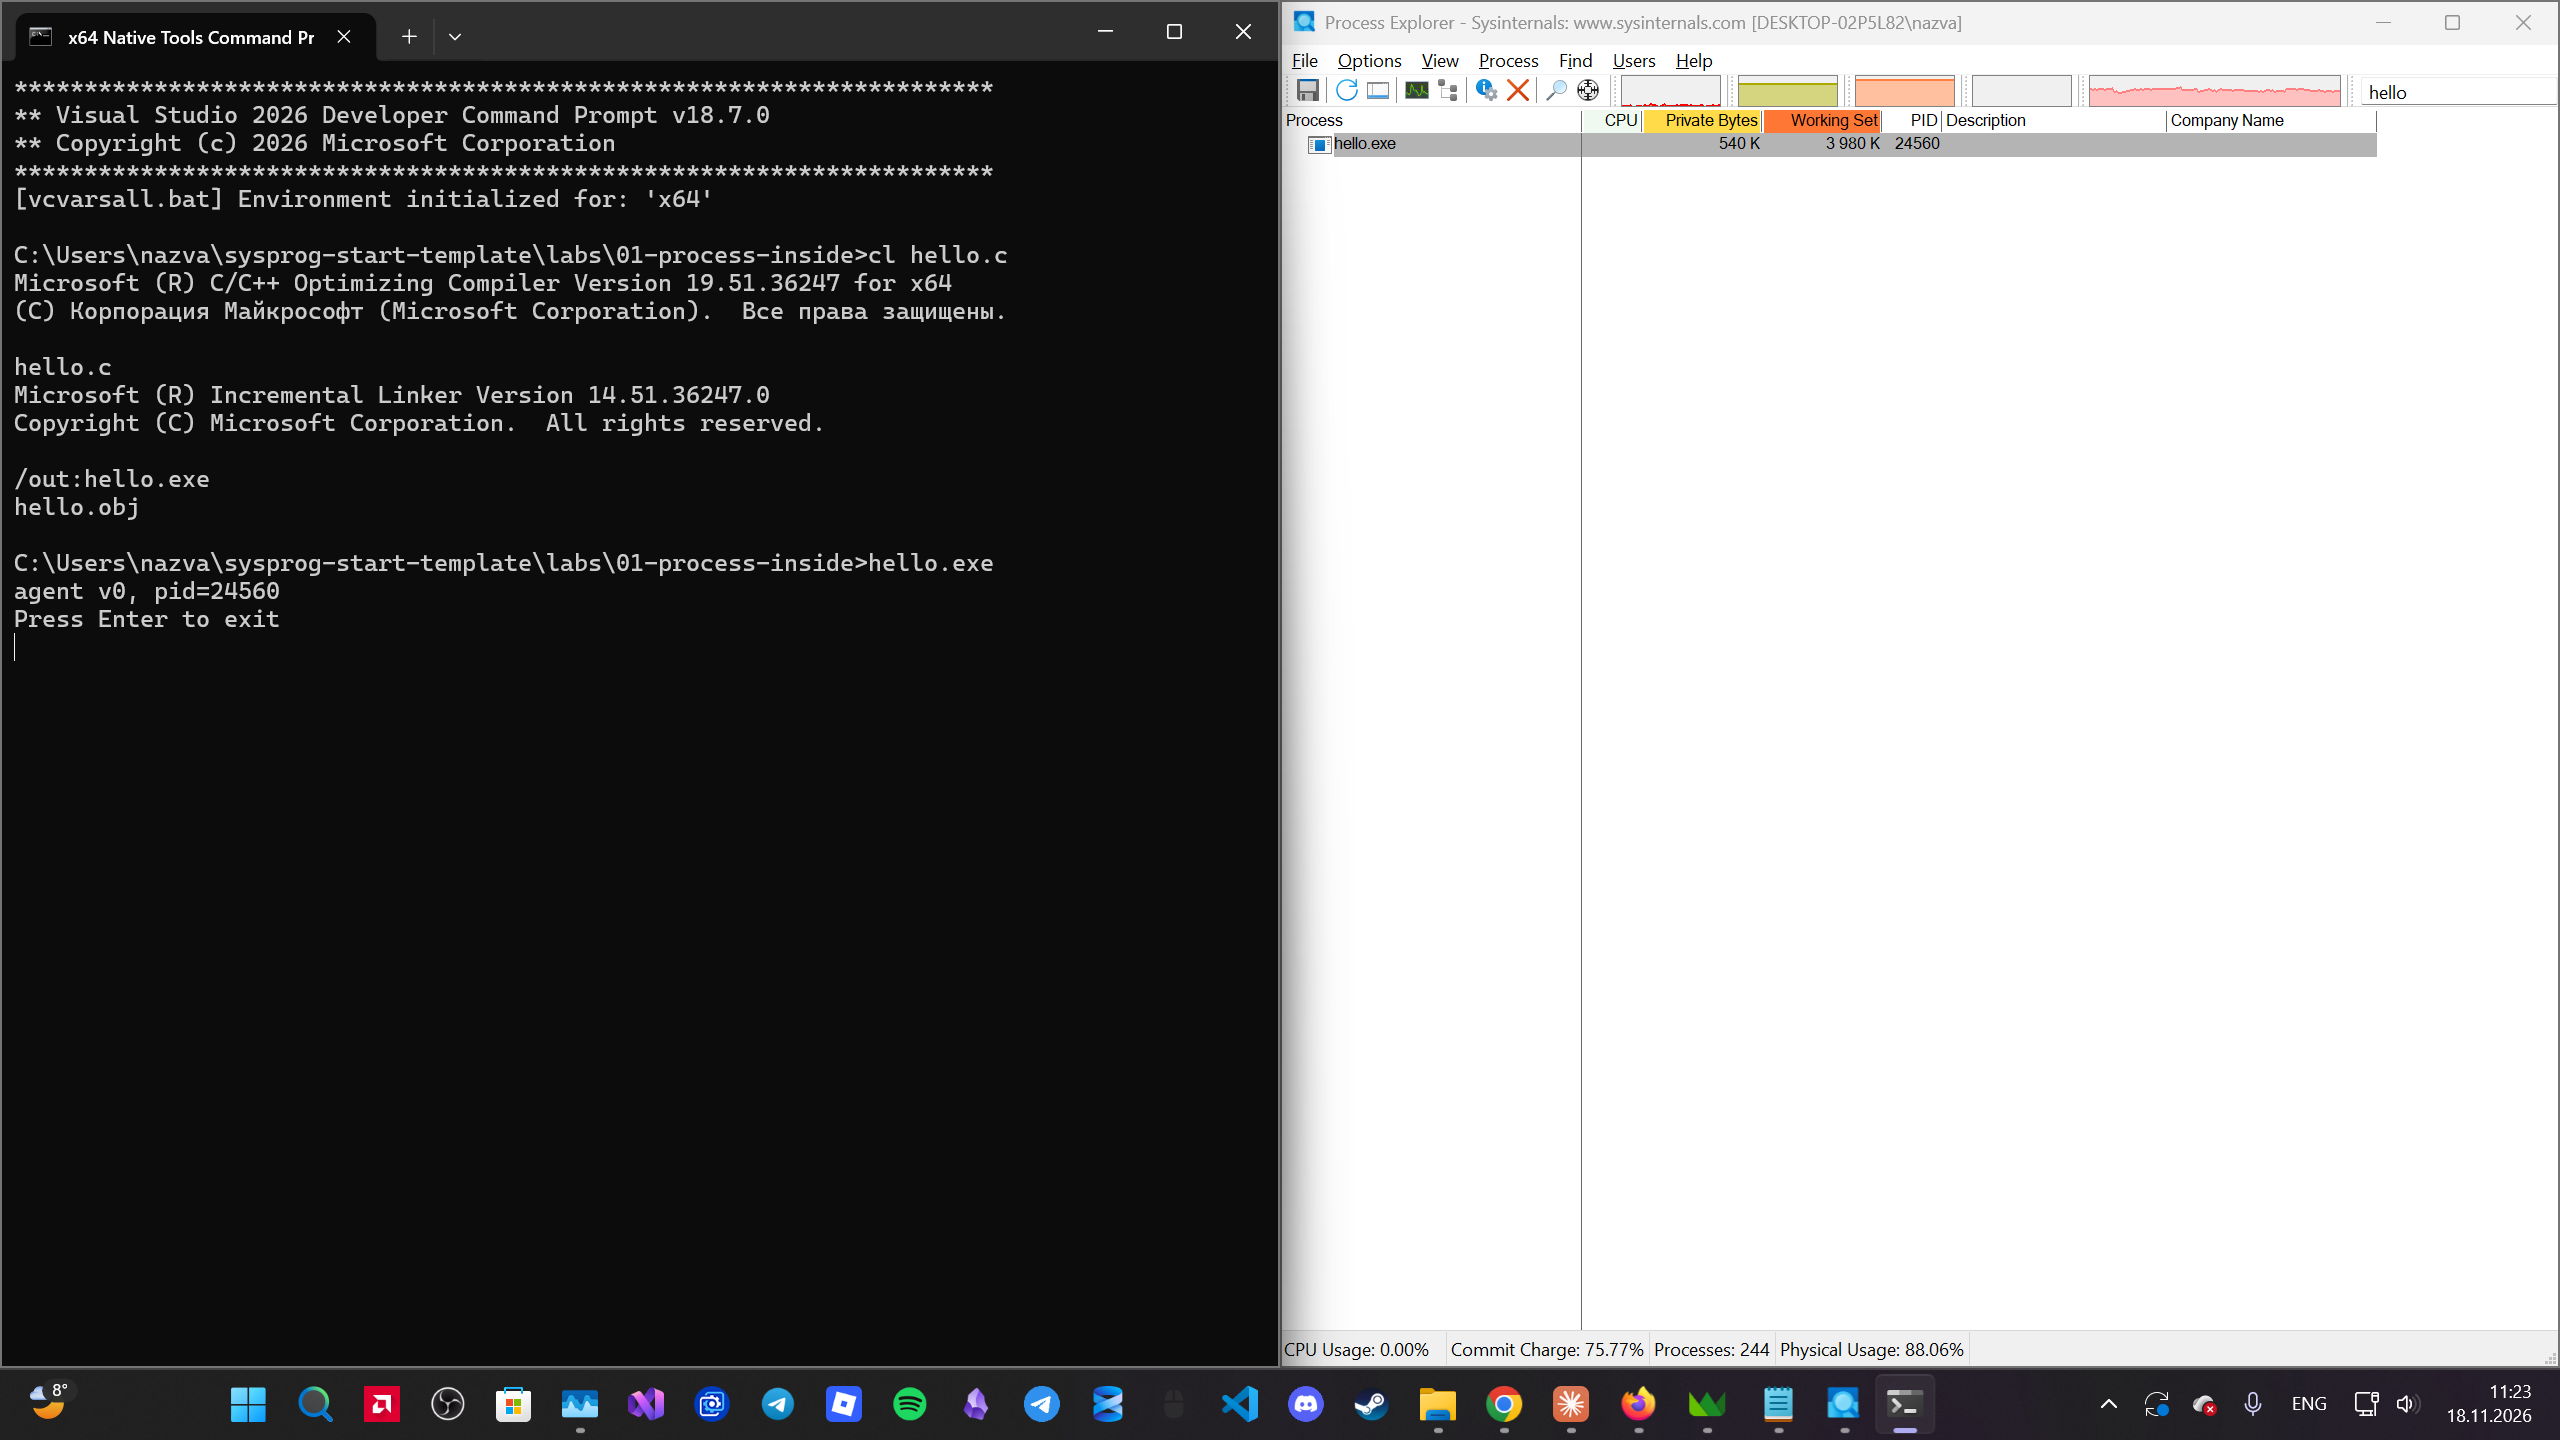 x64 Native Tools Command Pr
**********************************************************************
** Visual Studio 2026 Developer Command Prompt v18.7.0
** Copyright (c) 2026 Microsoft Corporation
**********************************************************************
[vcvarsall.bat] Environment initialized for: 'x64'
C:\Users\nazva\sysprog-start-template\labs\01-process-inside>cl hello.c
Microsoft (R) C/C++ Optimizing Compiler Version 19.51.36247 for x64
(C) Корпорация Майкрософт (Microsoft Corporation).  Все права защищены.
hello.c
Microsoft (R) Incremental Linker Version 14.51.36247.0
Copyright (C) Microsoft Corporation.  All rights reserved.
/out:hello.exe
hello.obj
C:\Users\nazva\sysprog-start-template\labs\01-process-inside>hello.exe
agent v0, pid=24560
Press Enter to exit
Process Explorer - Sysinternals: www.sysinternals.com [DESKTOP-02P5L82\nazva]
File Options View Process Find Users Help
hello
Process CPU Private Bytes Working Set PID Description Company Name
hello.exe 540 K 3 980 K 24560
CPU Usage: 0.00% Commit Charge: 75.77% Processes: 244 Physical Usage: 88.06%
8°
ENG
11:23
18.11.2026